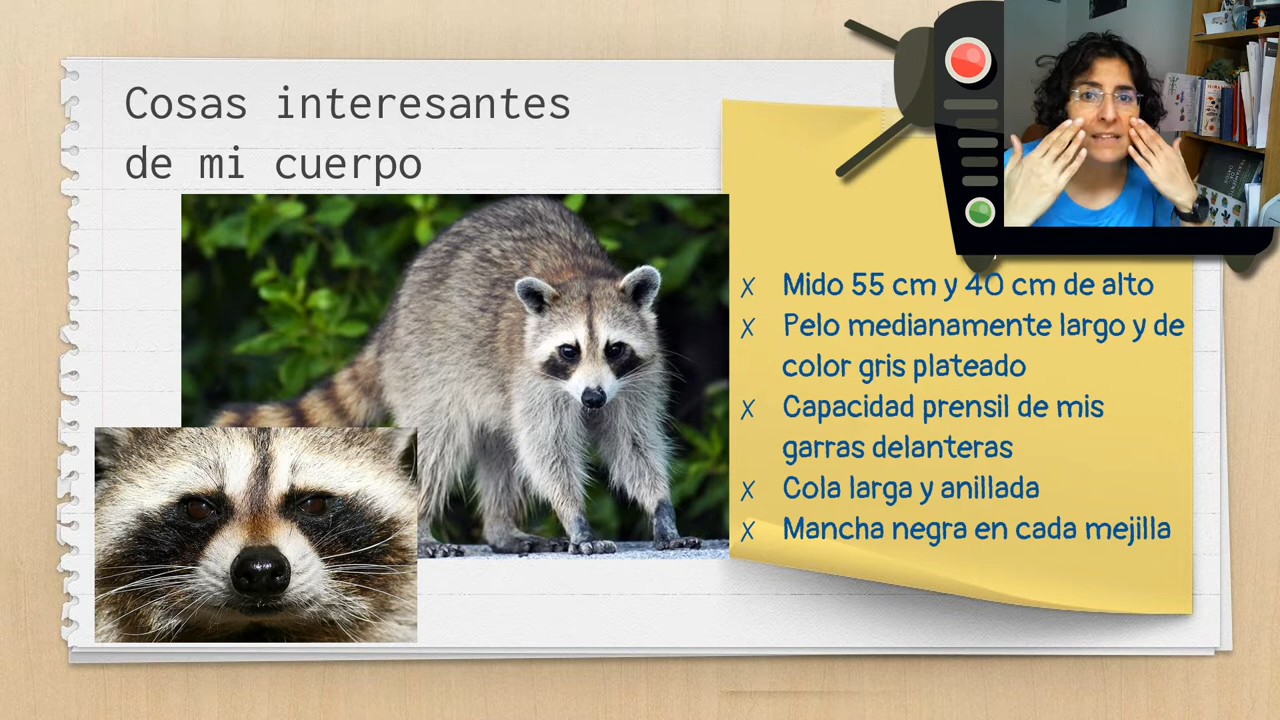 Cosas interesantes
de mi cuerpo
X Mido 55 cm y 40 cm de alto
X Pelo medianamente largo y de
color gris plateado
X Capacidad prensil de mis
garras delanteras
X Cola larga y anillada
X Mancha negra en cada mejilla